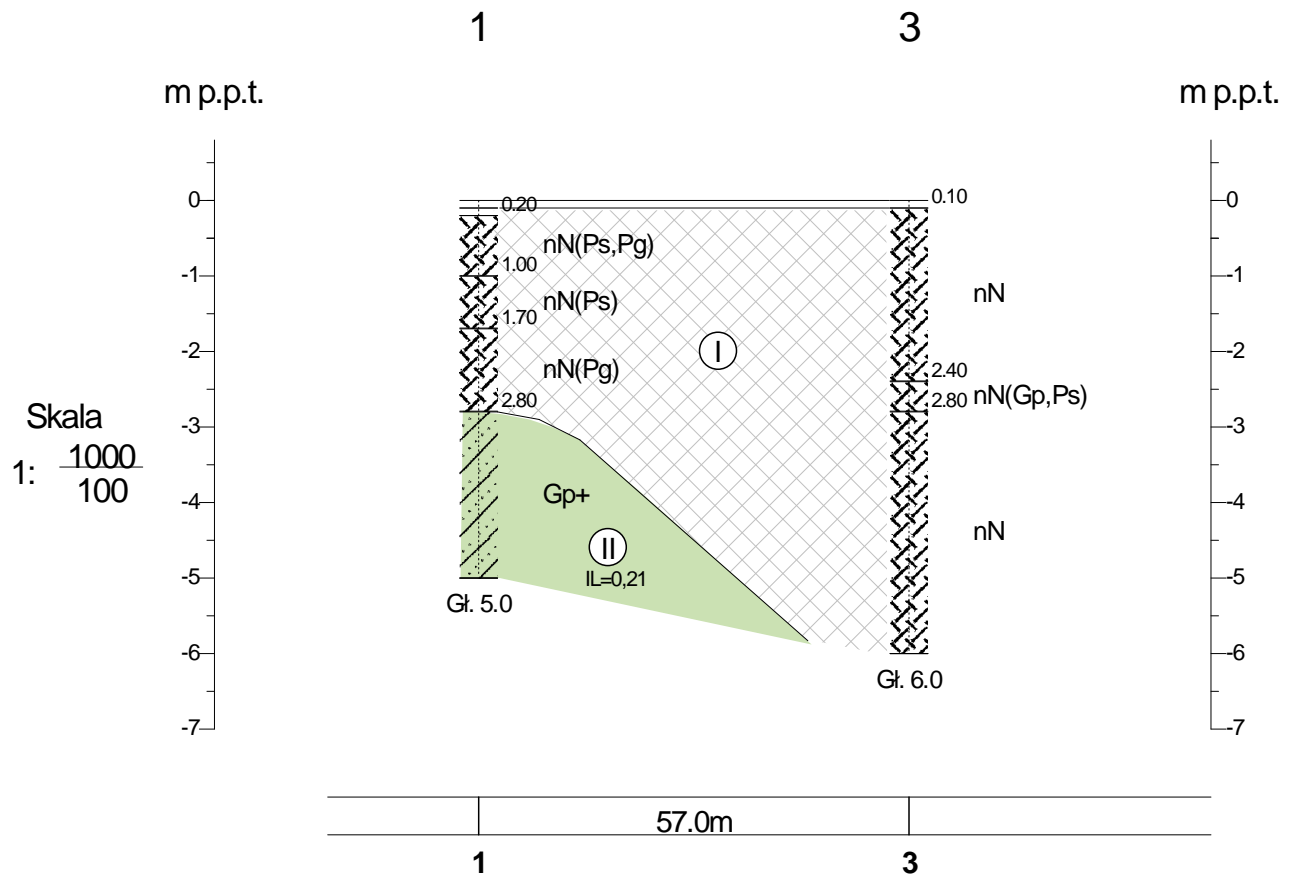 1 3
m p.p.t. m p.p.t.
0 0.20 0.10 0
nN(Ps,Pg)
-1 1.00 -1
nN(Ps) nN
1.70
-2 I -2
nN(Pg) 2.40
2.80 2.80 nN(Gp,Ps)
Skala
1: 1000
100
-3 -3
-4 Gp+ -4
nN
II
-5 IL=0,21 -5
Gł. 5.0
-6 -6
Gł. 6.0
-7 -7
57.0m
1 3